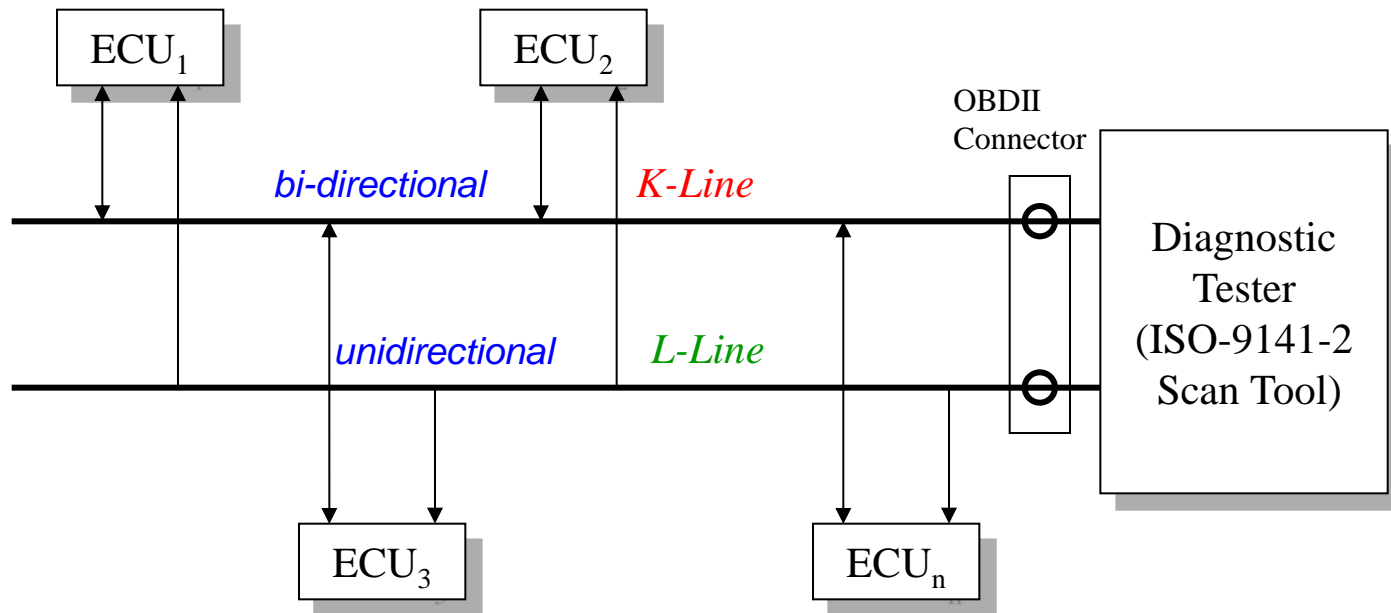 ECU₁
ECU₂
OBDII
Connector
bi-directional
K-Line
Diagnostic
Tester
(ISO-9141-2
Scan Tool)
unidirectional
L-Line
ECU₃
ECUₙ